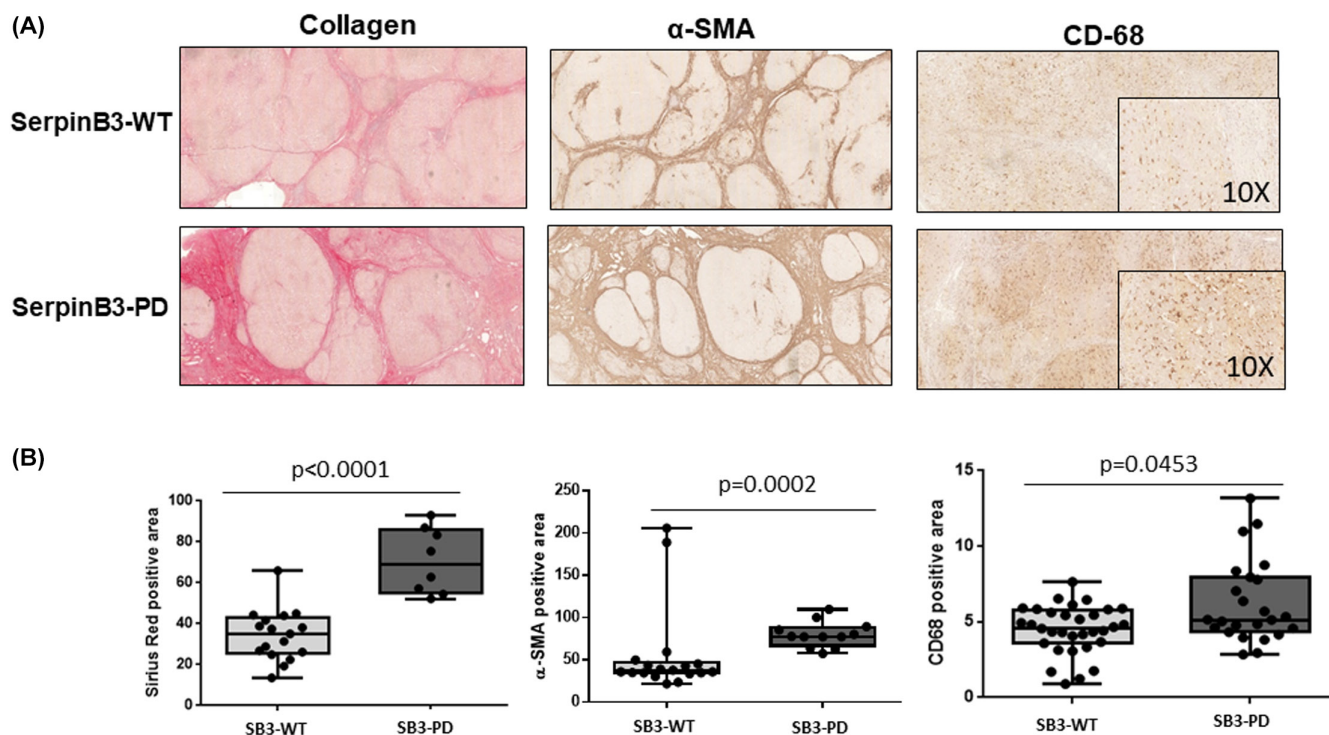 (A)
Collagen
α-SMA
CD-68
SerpinB3-WT
10X
SerpinB3-PD
10X
(B)
p<0.0001
p=0.0002
p=0.0453
Sirius Red positive area
100
80
60
40
20
0
SB3-WT
SB3-PD
α-SMA positive area
250
200
150
100
50
0
SB3-WT
SB3-PD
CD68 positive area
15
10
5
0
SB3-WT
SB3-PD